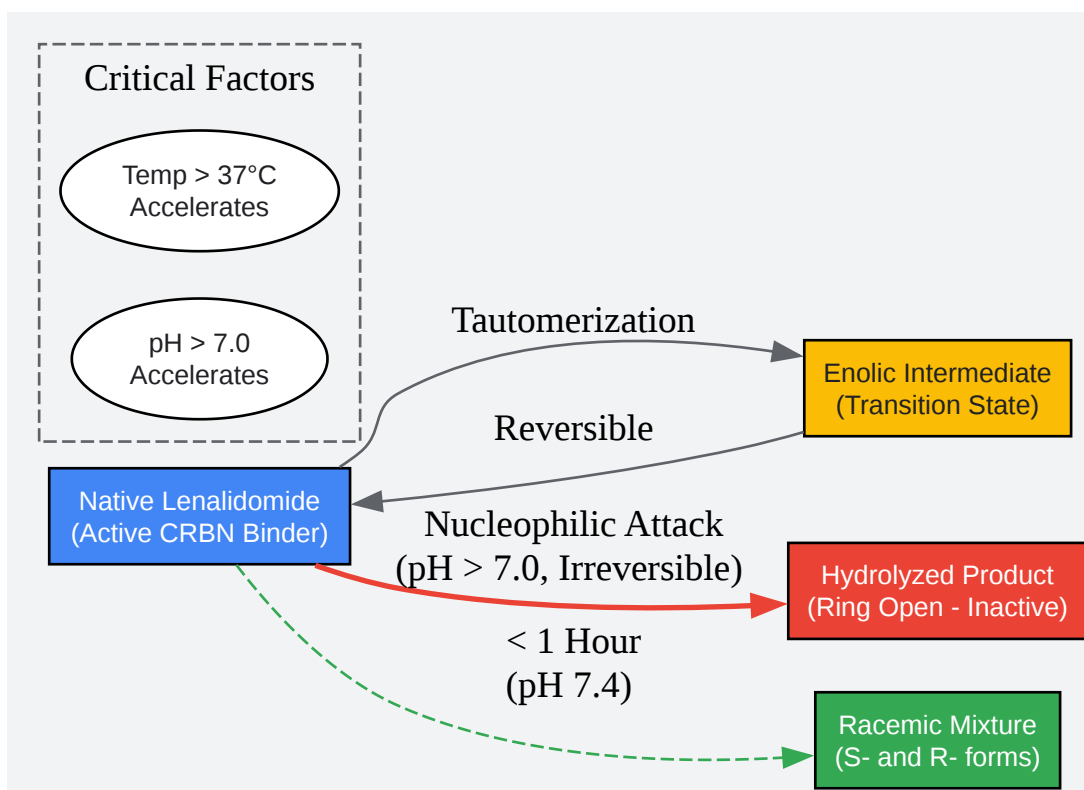 Critical Factors
Temp > 37°C
Accelerates
pH > 7.0
Accelerates
Tautomerization
Enolic Intermediate
(Transition State)
Reversible
Native Lenalidomide
(Active CRBN Binder)
Nucleophilic Attack
(pH > 7.0, Irreversible)
Hydrolyzed Product
(Ring Open - Inactive)
< 1 Hour
(pH 7.4)
Racemic Mixture
(S- and R- forms)